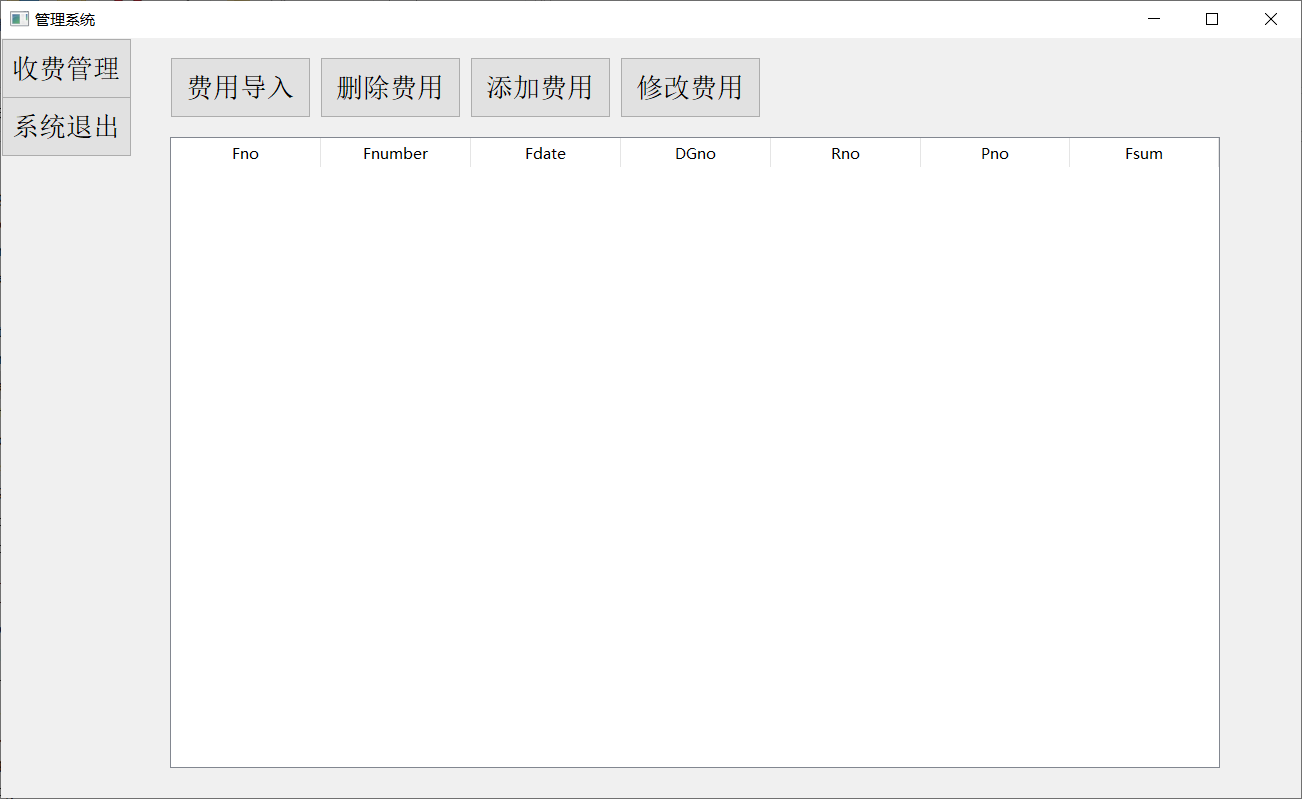 管理系统
收费管理
系统退出
费用导入 删除费用 添加费用 修改费用
Fno Fnumber Fdate DGno Rno Pno Fsum